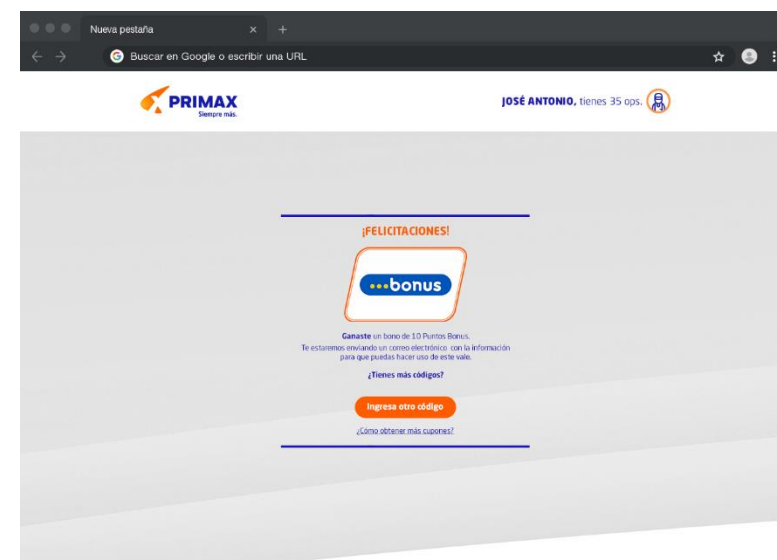 Nueva pestaña
Buscar en Google o escribir una URL
PRIMAX
Siempre más.
JOSÉ ANTONIO, tienes 35 ops.
¡FELICITACIONES!
bonus
Ganaste un bono de 10 Puntos Bonus.
Te estaremos enviando un correo electrónico con la información
para que puedas hacer uso de este vale.
¿Tienes más códigos?
Ingresa otro código
¿Cómo obtener más cupones?